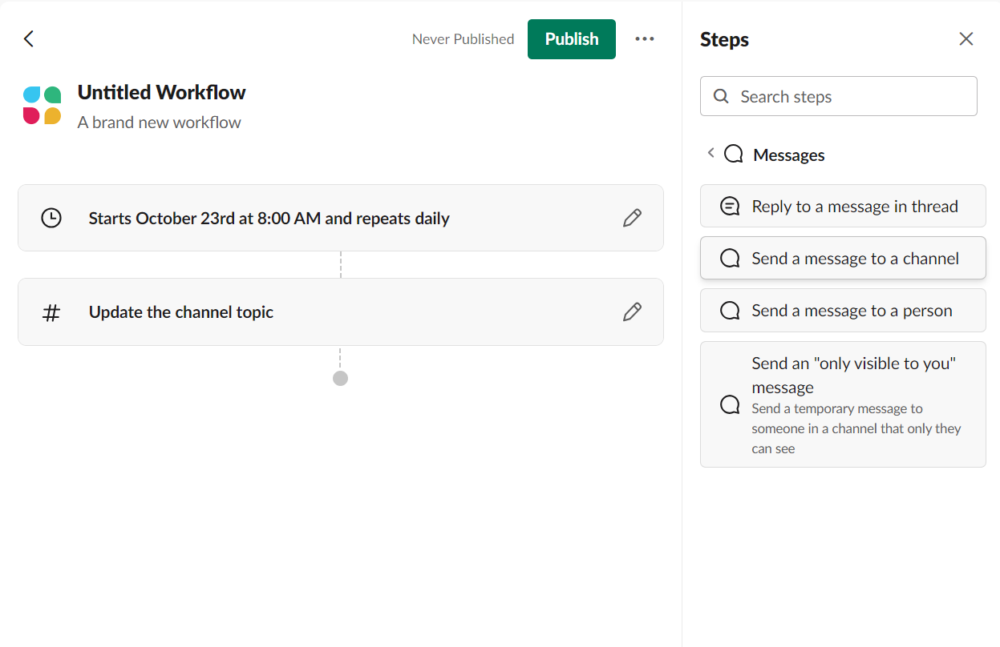 Never Published
Publish
Untitled Workflow
A brand new workflow
Starts October 23rd at 8:00 AM and repeats daily
Update the channel topic
Steps
Search steps
Messages
Reply to a message in thread
Send a message to a channel
Send a message to a person
Send an "only visible to you"
message
Send a temporary message to
someone in a channel that only they
can see